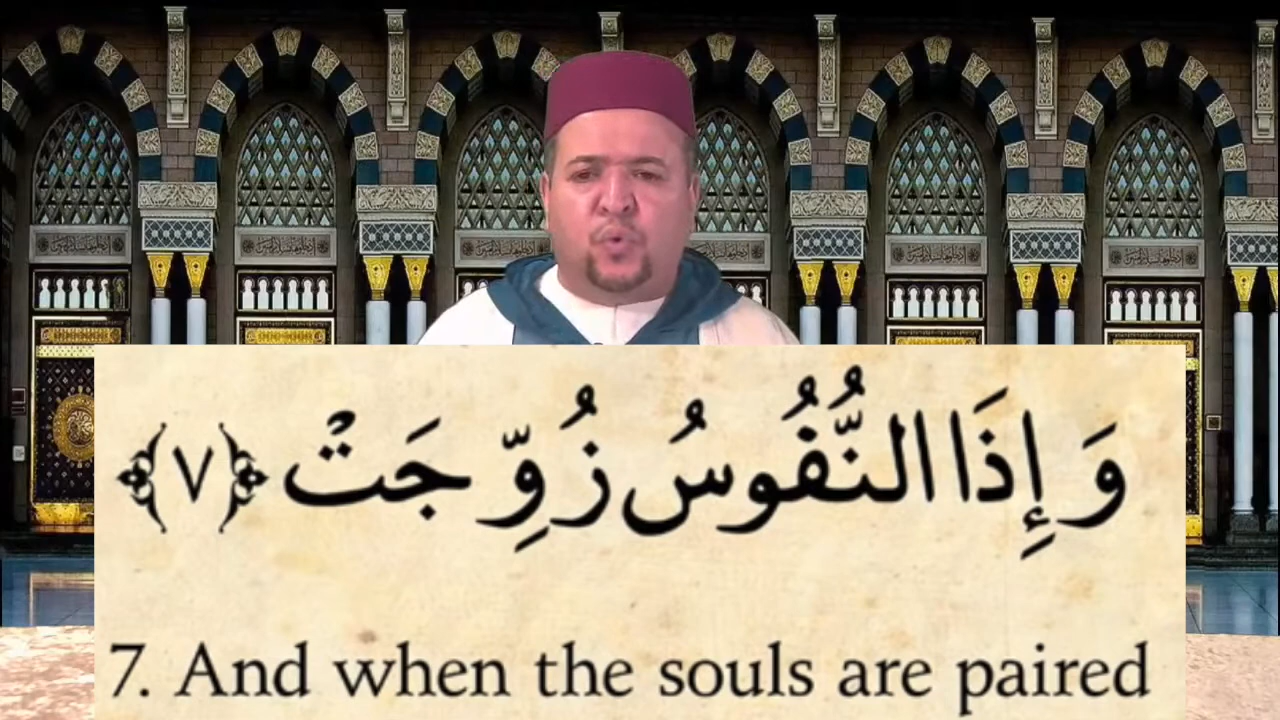 وَإِذَا النُّفُوسُ زُوِّجَتْ ﴿٧﴾
7. And when the souls are paired